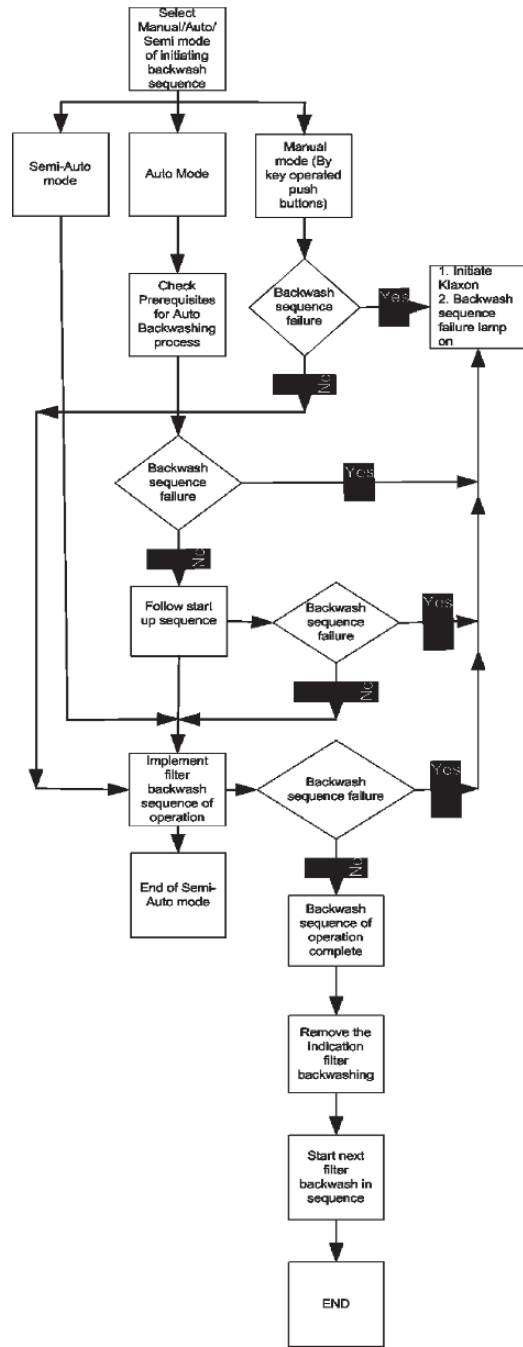 Select
Manual/Auto/
Semi mode
of initiating
backwash
sequence
Semi-Auto
mode
Auto Mode
Manual
mode (By
key operated
push
buttons)
Check
Prerequisites
for Auto
Backwashing
process
Backwash
sequence
failure
Yes
1. Initiate
Klaxon
2. Backwash
sequence
failure lamp
on
No
Backwash
sequence
failure
Yes
No
Follow start
up sequence
Backwash
sequence
failure
Yes
No
Implement
filter
backwash
sequence of
operation
Backwash
sequence failure
Yes
No
End of Semi-
Auto mode
Backwash
sequence of
operation
complete
Remove the
Indication
filter
backwashing
Start next
filter
backwash in
sequence
END